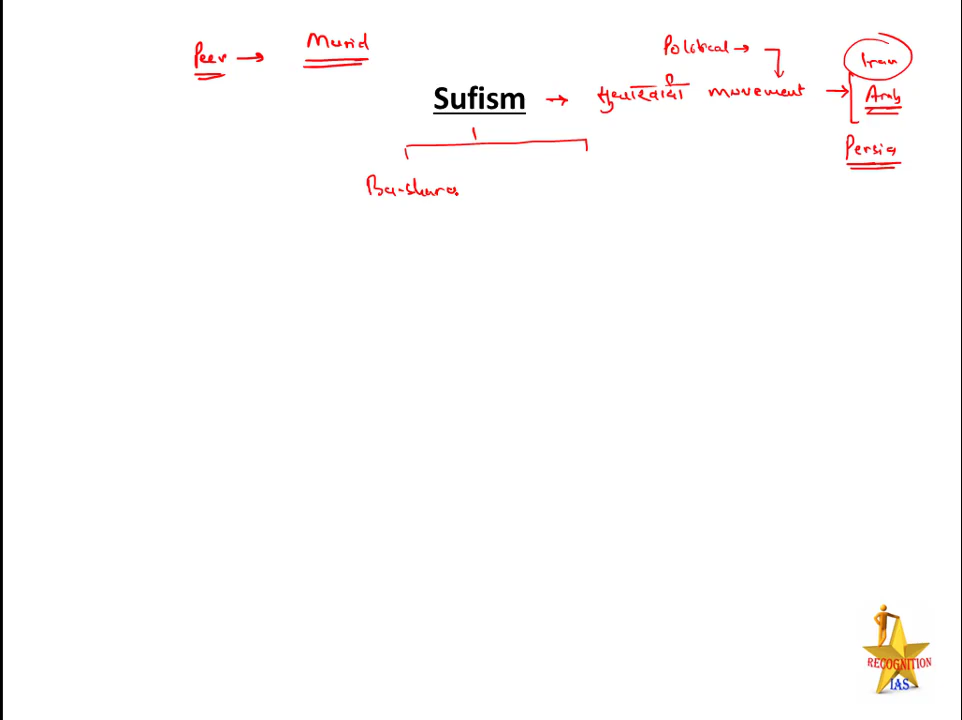 Peer → Murid
Political →
Sufism → सुधारवादी movement → Iran
Arab
Persia
Ba-shara
RECOGNITION
IAS